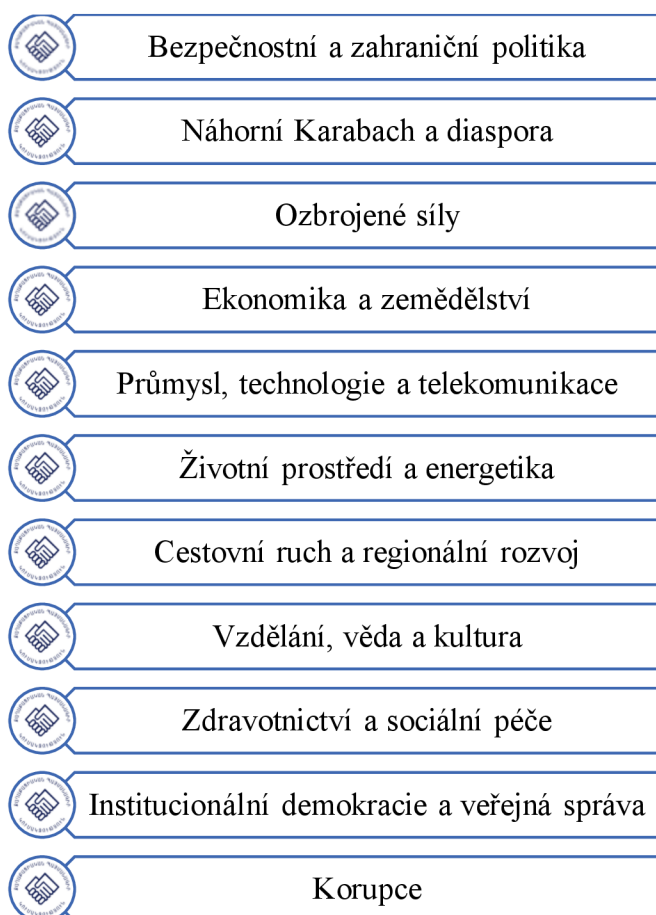 Bezpečnostní a zahraniční politika
Náhorní Karabach a diaspora
Ozbrojené síly
Ekonomika a zemědělství
Průmysl, technologie a telekomunikace
Životní prostředí a energetika
Cestovní ruch a regionální rozvoj
Vzdělání, věda a kultura
Zdravotnictví a sociální péče
Institucionální demokracie a veřejná správa
Korupce